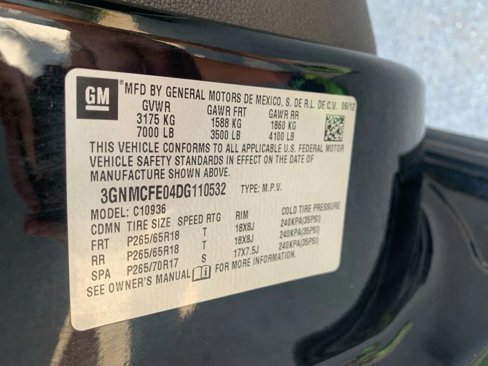 GM
*MFD BY GENERAL MOTORS DE MEXICO, S. DE R.L. DE C.V. 06/12
GVWR GAWR FRT GAWR RR
3175 KG 1588 KG 1860 KG
7000 LB 3500 LB 4100 LB
THIS VEHICLE CONFORMS TO ALL APPLICABLE U.S. FEDERAL MOTOR
VEHICLE SAFETY STANDARDS IN EFFECT ON THE DATE OF
MANUFACTURE SHOWN ABOVE.
3GNMCFE04DG110532 TYPE: M.P.V.
MODEL: C10936
CDMN TIRE SIZE SPEED RTG RIM COLD TIRE PRESSURE
FRT P265/65R18 T 18X8J 240KPA(35PSI)
RR P265/65R18 T 18X8J 240KPA(35PSI)
SPA P265/70R17 S 17X7.5J 240KPA(35PSI)
SEE OWNER'S MANUAL FOR MORE INFORMATION.